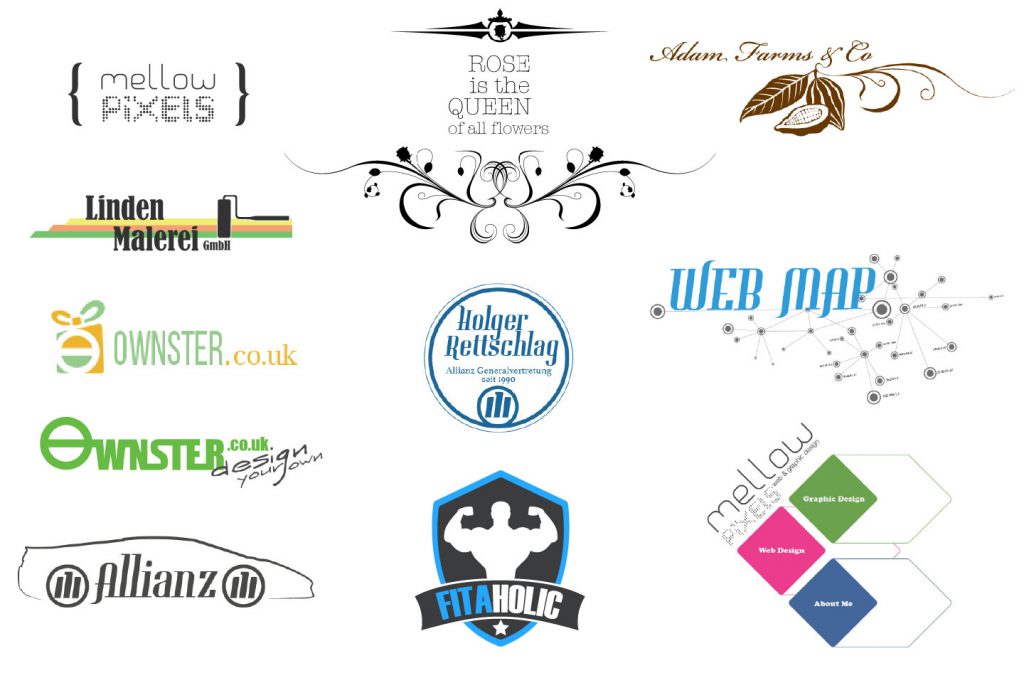 mellow
PiXElS
ROSE
is the
QUEEN
of all flowers
Adam Farms & Co
Linden
Malerei GmbH
WEB MAP
OWNSTER.co.uk
Holger
Rettschlag
Allianz Generalvertretung
seit 1990
OWNSTER.co.uk
design
your own
mellow
pixels
web & graphic design
Graphic Design
Web Design
About Me
Allianz
FITAHOLIC